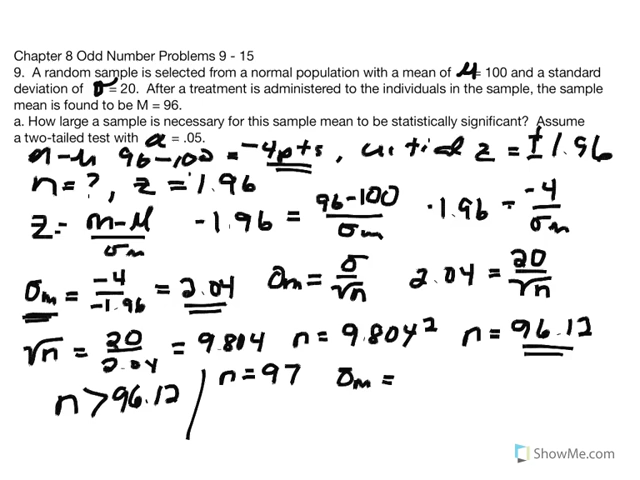 Chapter 8 Odd Number Problems 9 - 15
9. A random sample is selected from a normal population with a mean of μ = 100 and a standard
deviation of σ = 20. After a treatment is administered to the individuals in the sample, the sample
mean is found to be M = 96.
a. How large a sample is necessary for this sample mean to be statistically significant? Assume
a two-tailed test with α = .05.
m-μ 96-100 = -4pts, critical z = ± 1.96
n = ?, z = 1.96
z = m-μ/σm -1.96 = 96-100/σm -1.96 = -4/σm
σm = -4/-1.96 = 2.04 σm = σ/√n 2.04 = 20/√n
√n = 20/2.04 = 9.804 n = 9.804² n = 96.12
n > 96.12 / n = 97 σm =
ShowMe.com